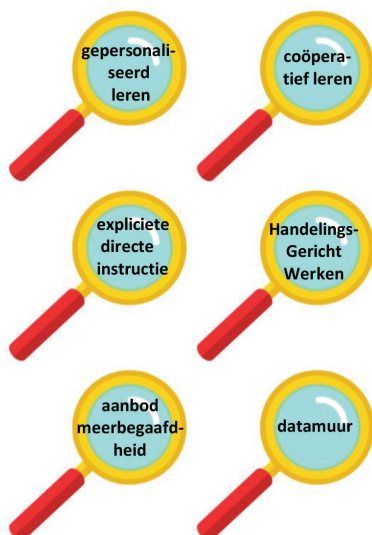 gepersonali-
seerd
leren
coöpera-
tief leren
expliciete
directe
instructie
Handelings-
Gericht
Werken
aanbod
meerbegaafd-
heid
datamuur